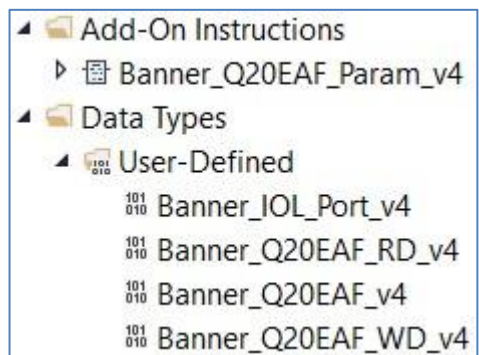 Add-On Instructions
Banner_Q20EAF_Param_v4
Data Types
User-Defined
Banner_IOL_Port_v4
Banner_Q20EAF_RD_v4
Banner_Q20EAF_v4
Banner_Q20EAF_WD_v4